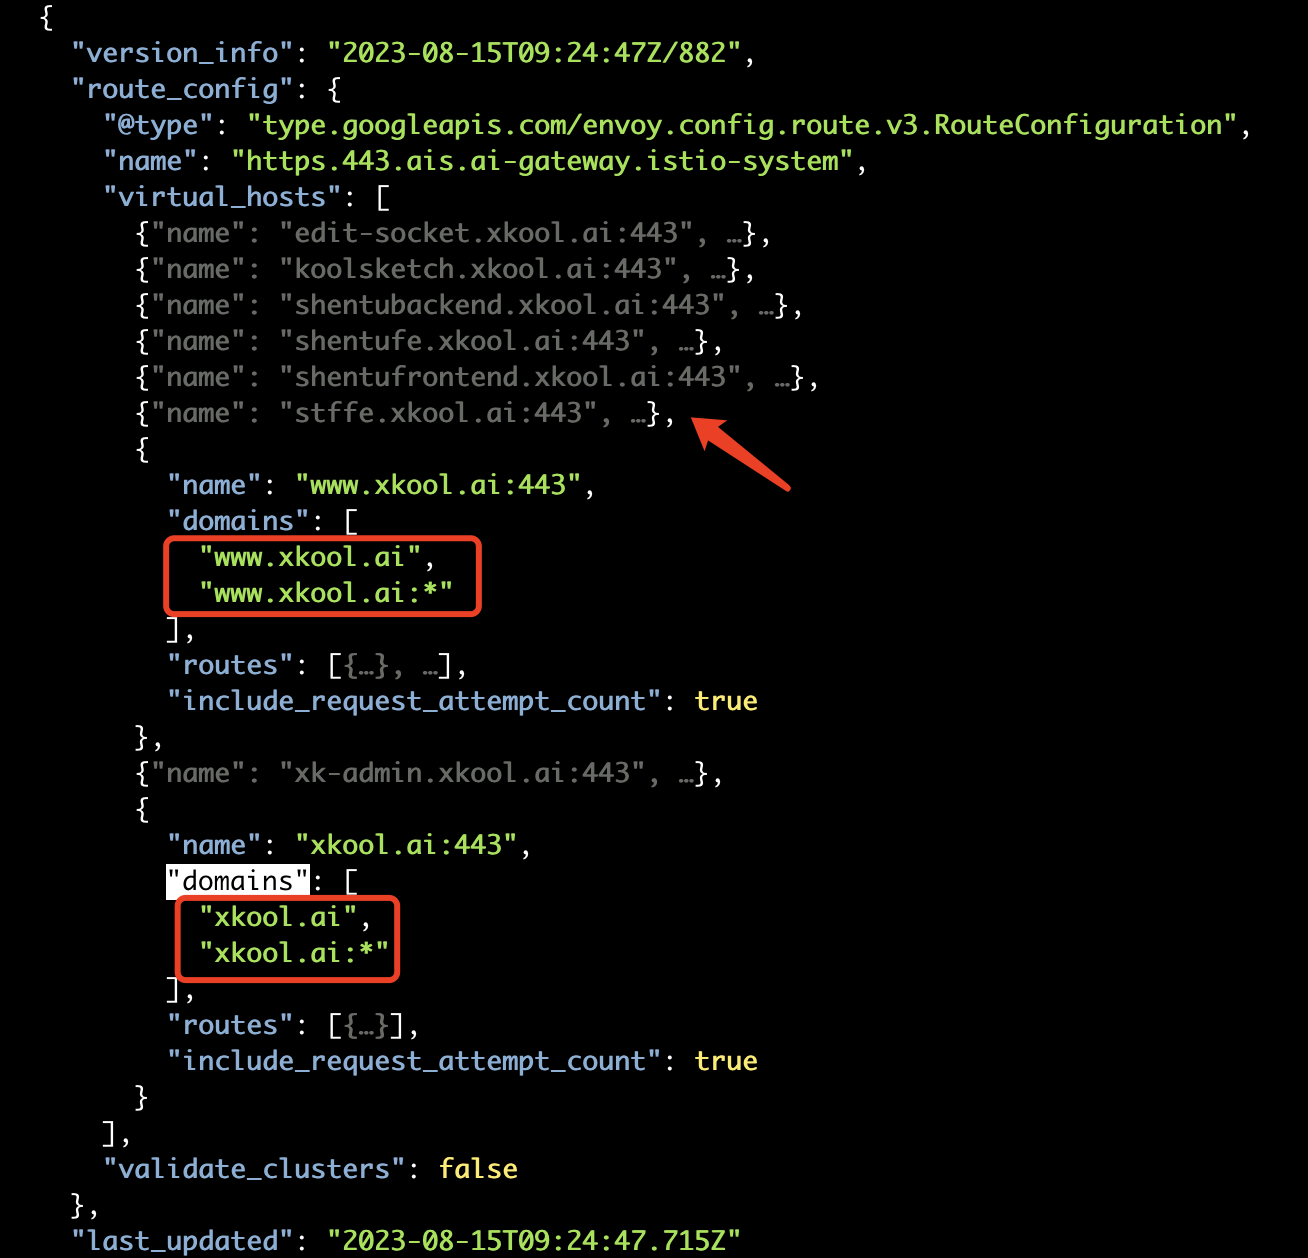 {
"version_info": "2023-08-15T09:24:47Z/882",
"route_config": {
"@type": "type.googleapis.com/envoy.config.route.v3.RouteConfiguration",
"name": "https.443.ais.ai-gateway.istio-system",
"virtual_hosts": [
{"name": "edit-socket.xkool.ai:443", …},
{"name": "koolsketch.xkool.ai:443", …},
{"name": "shentubackend.xkool.ai:443", …},
{"name": "shentufe.xkool.ai:443", …},
{"name": "shentufrontend.xkool.ai:443", …},
{"name": "stffe.xkool.ai:443", …},
{
"name": "www.xkool.ai:443",
"domains": [
"www.xkool.ai",
"www.xkool.ai:*"
],
"routes": [{…}, …],
"include_request_attempt_count": true
},
{"name": "xk-admin.xkool.ai:443", …},
{
"name": "xkool.ai:443",
"domains": [
"xkool.ai",
"xkool.ai:*"
],
"routes": [{…}],
"include_request_attempt_count": true
}
],
"validate_clusters": false
},
"last_updated": "2023-08-15T09:24:47.715Z"